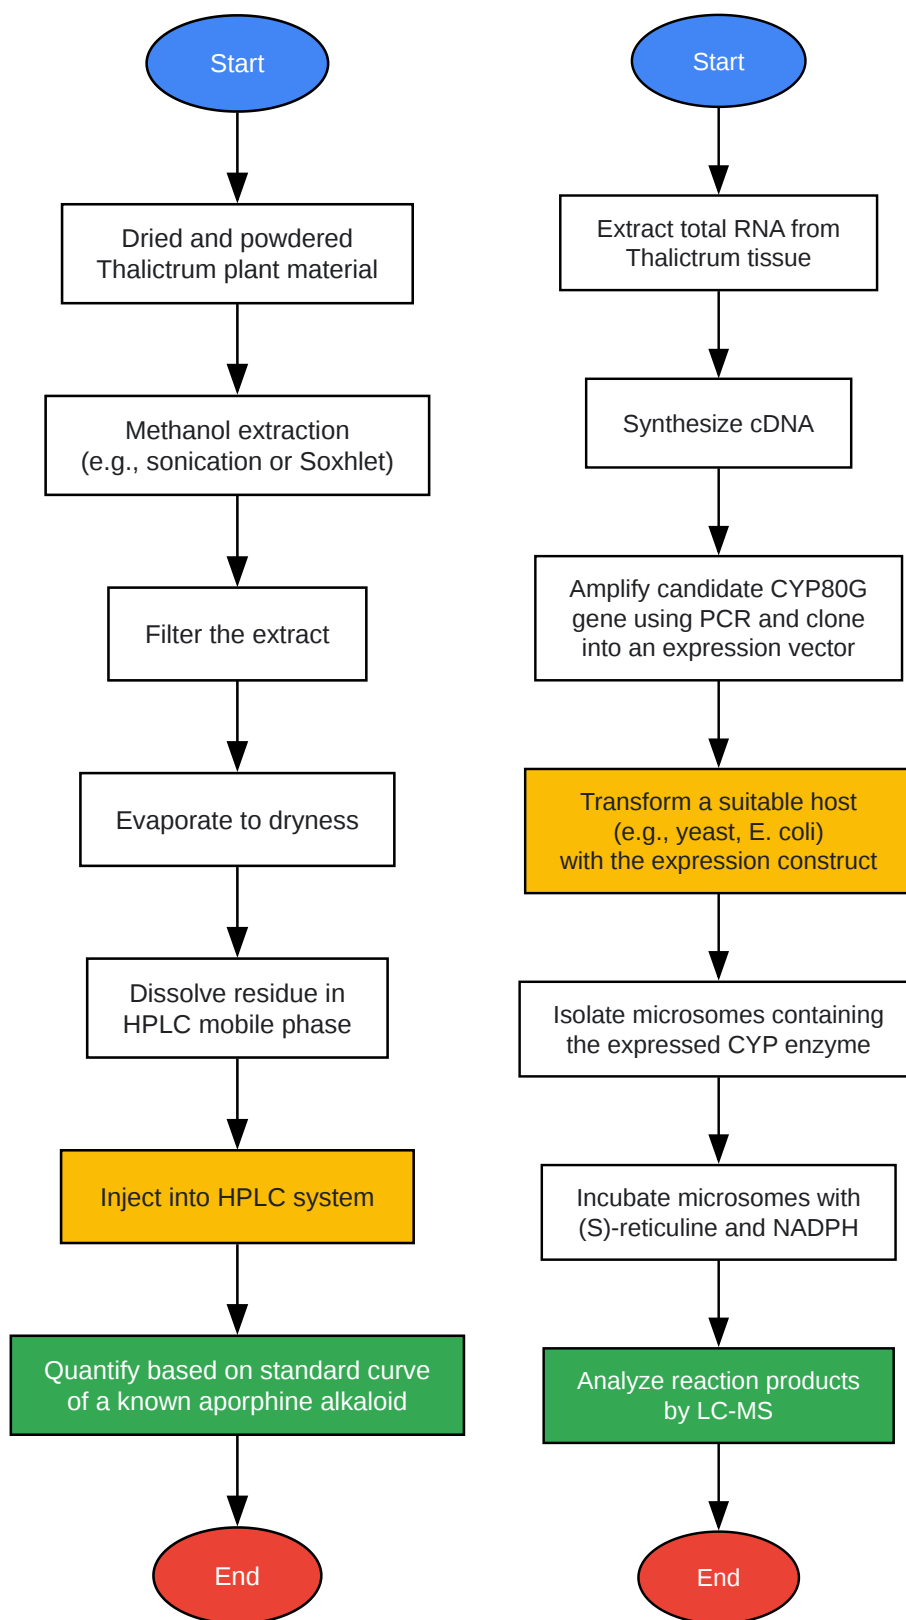 Start
Dried and powdered
Thalictrum plant material
Methanol extraction
(e.g., sonication or Soxhlet)
Filter the extract
Evaporate to dryness
Dissolve residue in
HPLC mobile phase
Inject into HPLC system
Quantify based on standard curve
of a known aporphine alkaloid
End
Start
Extract total RNA from
Thalictrum tissue
Synthesize cDNA
Amplify candidate CYP80G
gene using PCR and clone
into an expression vector
Transform a suitable host
(e.g., yeast, E. coli)
with the expression construct
Isolate microsomes containing
the expressed CYP enzyme
Incubate microsomes with
(S)-reticuline and NADPH
Analyze reaction products
by LC-MS
End